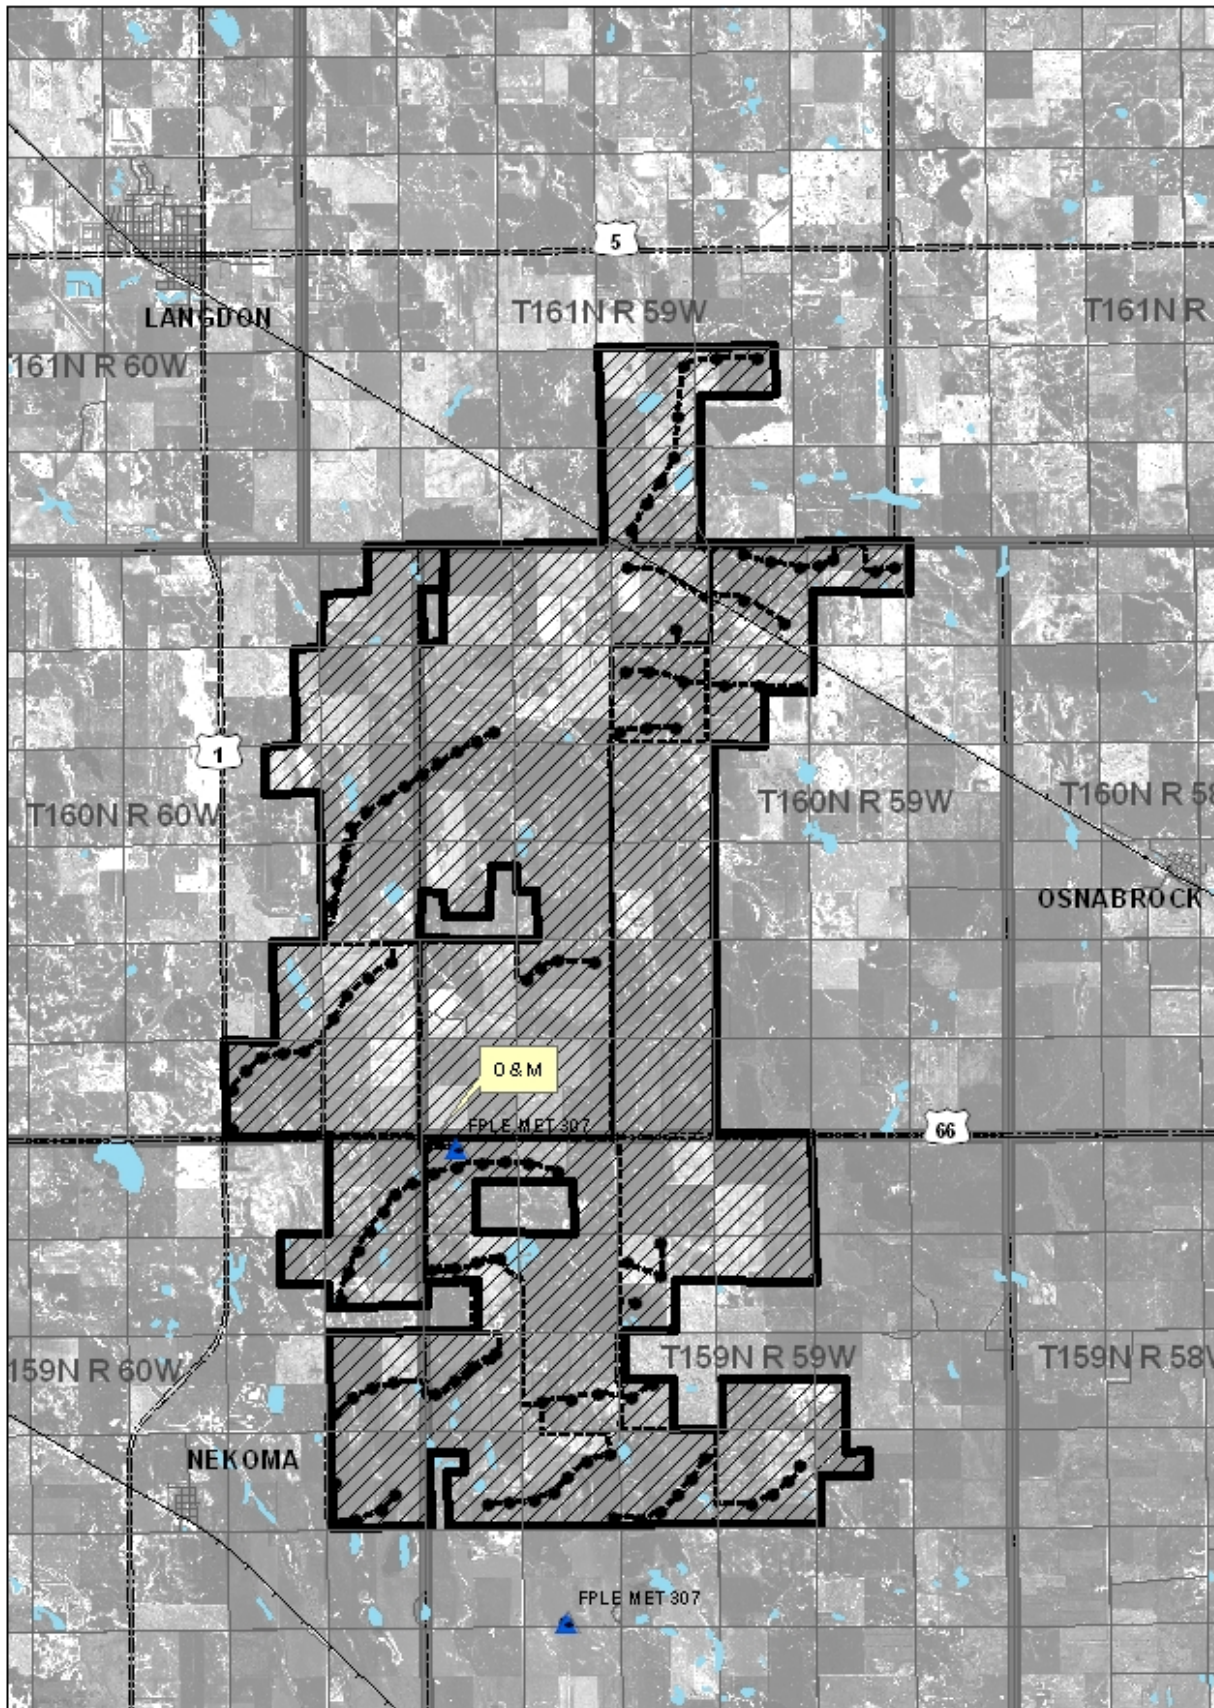 5
T161N R 59W
T161N R
LANGDON
161N R 60W
1
T160N R 60W
T160N R 59W
T160N R 58
OSNABROCK
O & M
FPLE MET 307
66
T159N R 59W
159N R 60W
T159N R 58W
NEKOMA
FPLE MET 307